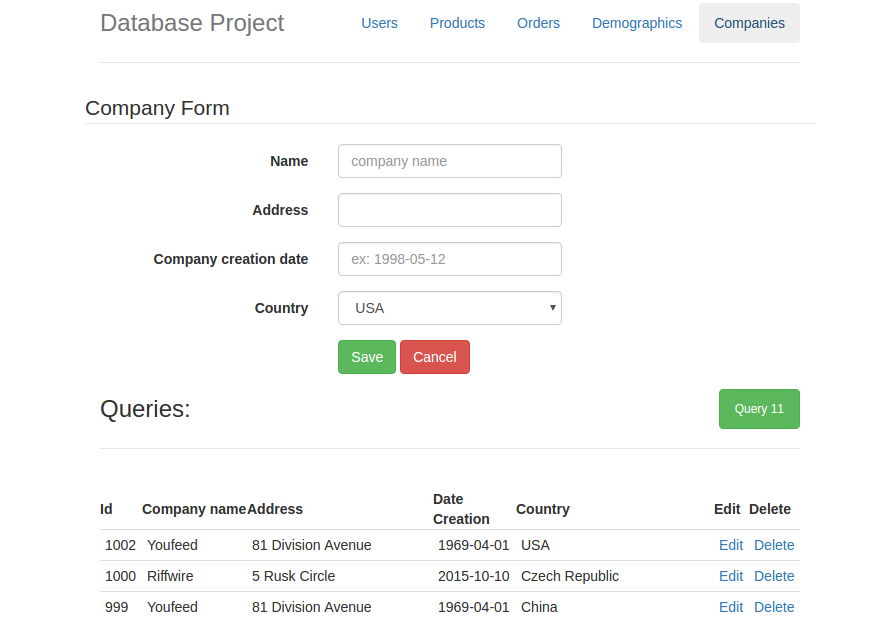 Database Project Users Products Orders Demographics Companies
Company Form
Name company name
Address
Company creation date ex: 1998-05-12
Country USA
Save Cancel
Queries: Query 11
Id Company name Address Date Creation Country Edit Delete
1002 Youfeed 81 Division Avenue 1969-04-01 USA Edit Delete
1000 Riffwire 5 Rusk Circle 2015-10-10 Czech Republic Edit Delete
999 Youfeed 81 Division Avenue 1969-04-01 China Edit Delete